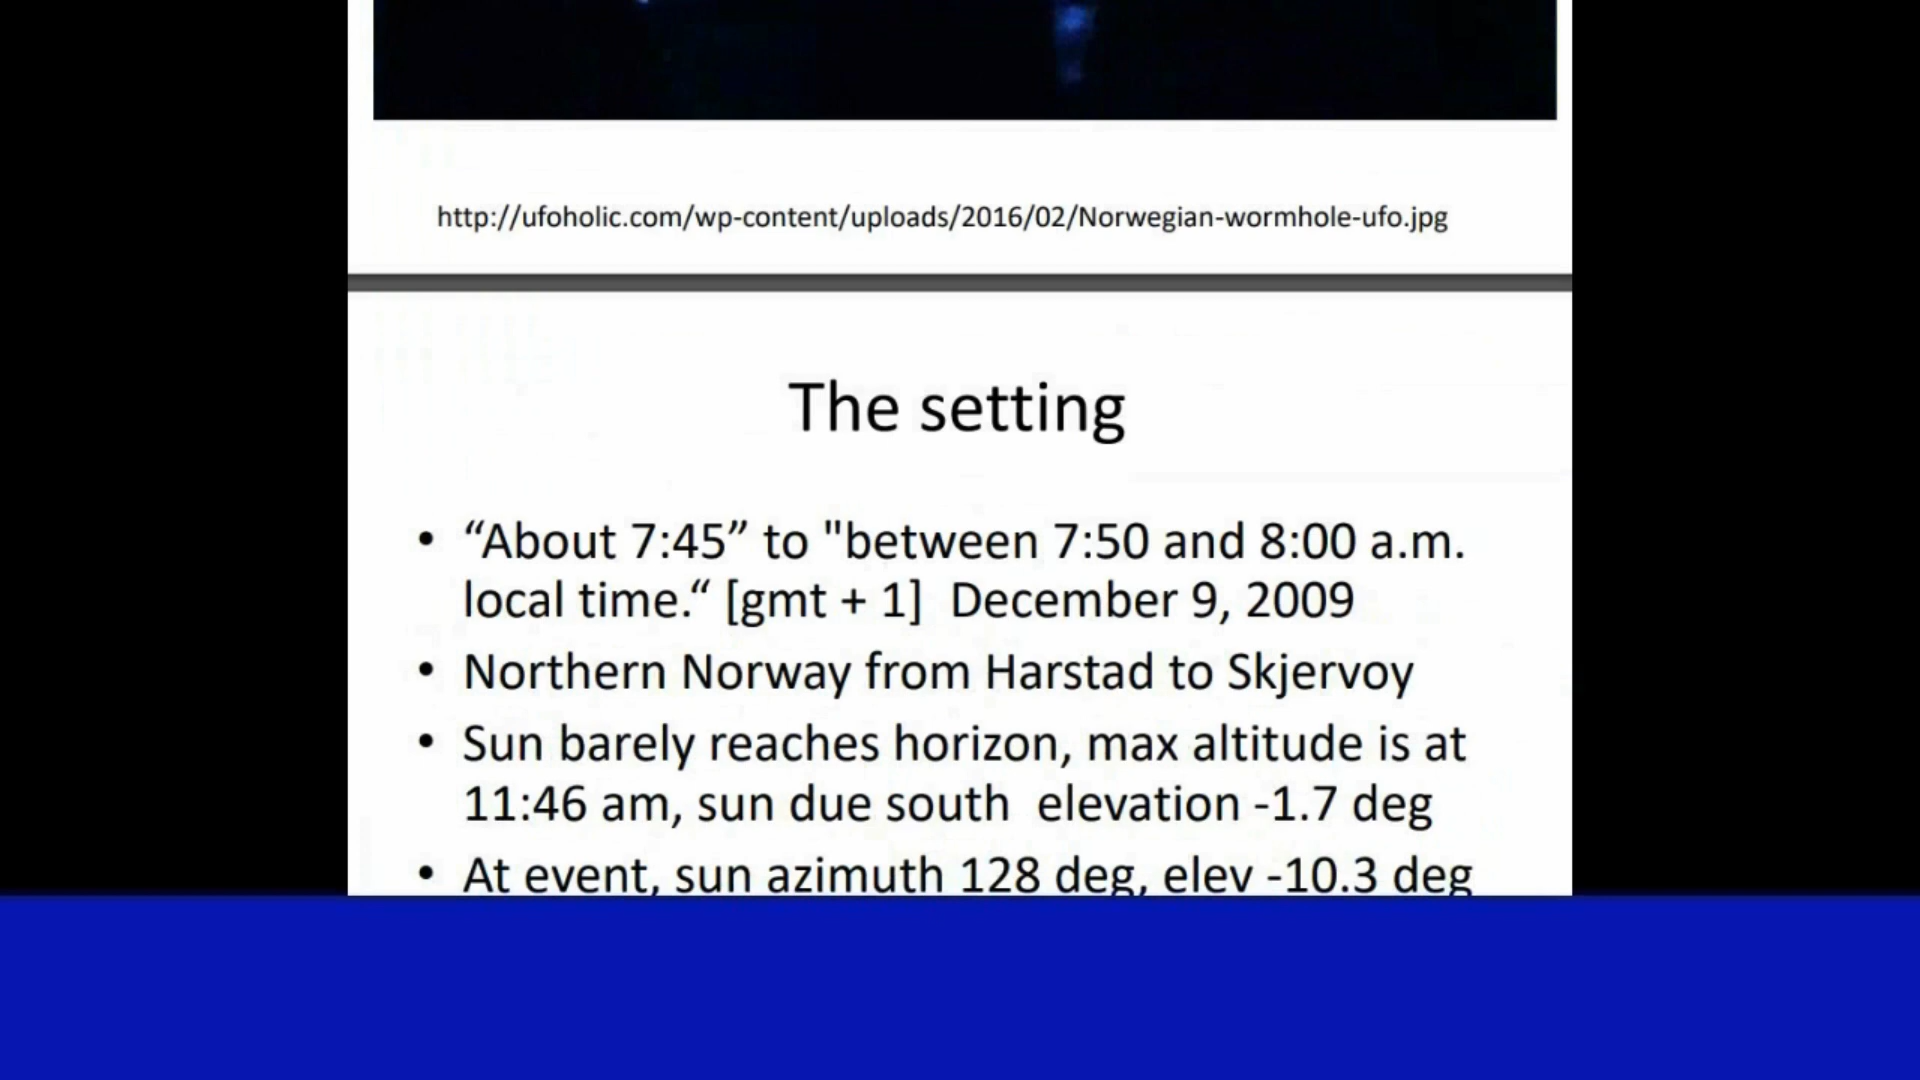 http://ufoholic.com/wp-content/uploads/2016/02/Norwegian-wormhole-ufo.jpg
The setting
• “About 7:45” to "between 7:50 and 8:00 a.m.
local time.“ [gmt + 1]  December 9, 2009
• Northern Norway from Harstad to Skjervoy
• Sun barely reaches horizon, max altitude is at
11:46 am, sun due south  elevation -1.7 deg
• At event, sun azimuth 128 deg, elev -10.3 deg